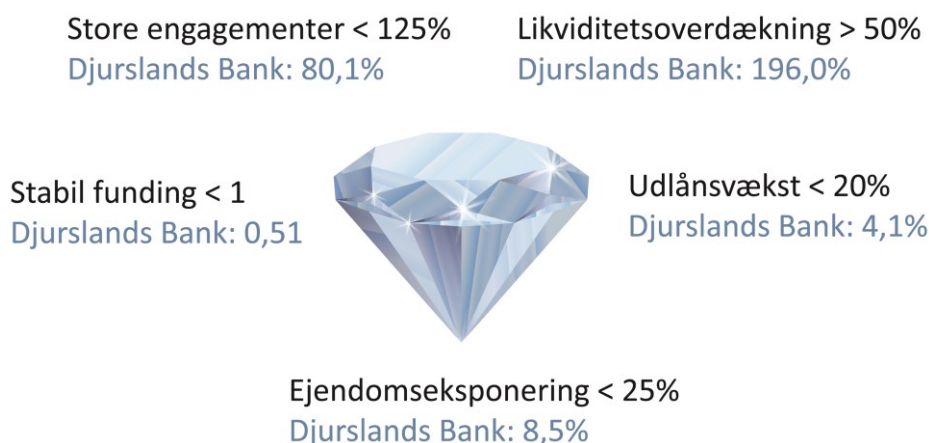 Store engagementer < 125%
Djurslands Bank: 80,1%
Likviditetsoverdækning > 50%
Djurslands Bank: 196,0%
Stabil funding < 1
Djurslands Bank: 0,51
Udlånsvækst < 20%
Djurslands Bank: 4,1%
Ejendomseksponering < 25%
Djurslands Bank: 8,5%